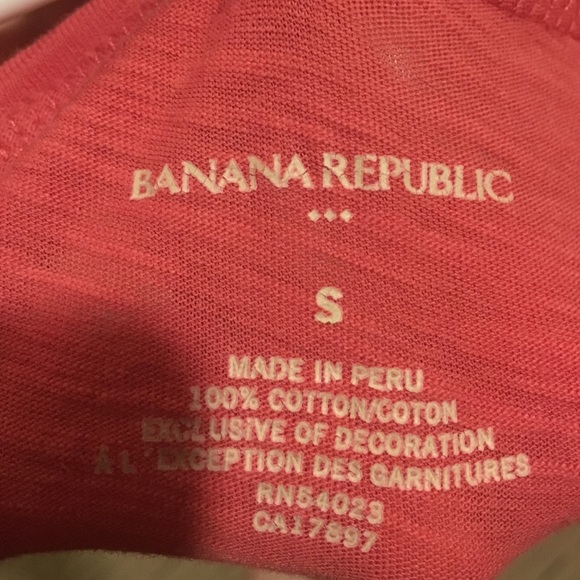 BANANA REPUBLIC
S
MADE IN PERU
100% COTTON/COTON
EXCLUSIVE OF DECORATION
À L'EXCEPTION DES GARNITURES
RN54023
CA17897